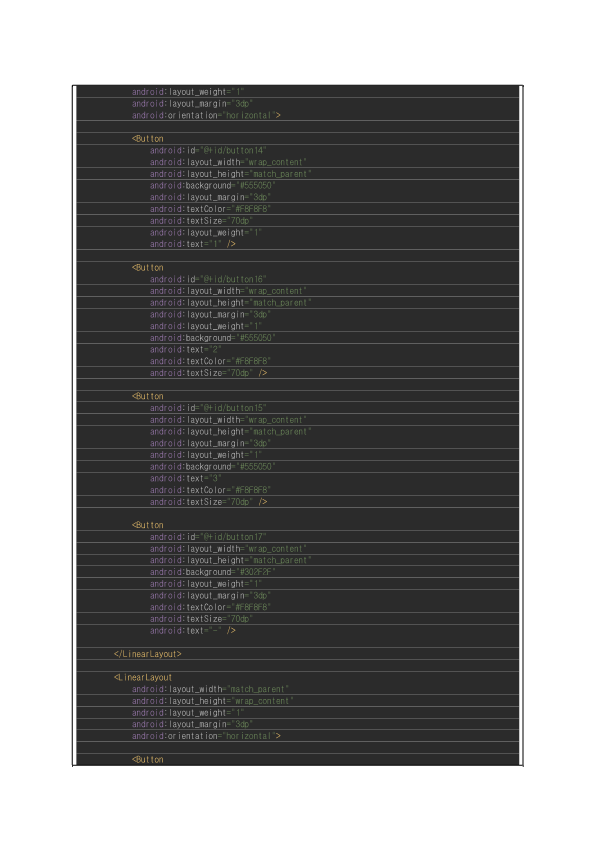 android:layout_weight="1"
android:layout_margin="3dp"
android:orientation="horizontal">
<Button
android:id="@+id/button14"
android:layout_width="wrap_content"
android:layout_height="match_parent"
android:background="#555050"
android:layout_margin="3dp"
android:textColor="#F8F8F8"
android:textSize="70dp"
android:layout_weight="1"
android:text="1" />
<Button
android:id="@+id/button16"
android:layout_width="wrap_content"
android:layout_height="match_parent"
android:layout_margin="3dp"
android:layout_weight="1"
android:background="#555050"
android:text="2"
android:textColor="#F8F8F8"
android:textSize="70dp" />
<Button
android:id="@+id/button15"
android:layout_width="wrap_content"
android:layout_height="match_parent"
android:layout_margin="3dp"
android:layout_weight="1"
android:background="#555050"
android:text="3"
android:textColor="#F8F8F8"
android:textSize="70dp" />
<Button
android:id="@+id/button17"
android:layout_width="wrap_content"
android:layout_height="match_parent"
android:background="#302F2F"
android:layout_weight="1"
android:layout_margin="3dp"
android:textColor="#F8F8F8"
android:textSize="70dp"
android:text="-" />
</LinearLayout>
<LinearLayout
android:layout_width="match_parent"
android:layout_height="wrap_content"
android:layout_weight="1"
android:layout_margin="3dp"
android:orientation="horizontal">
<Button